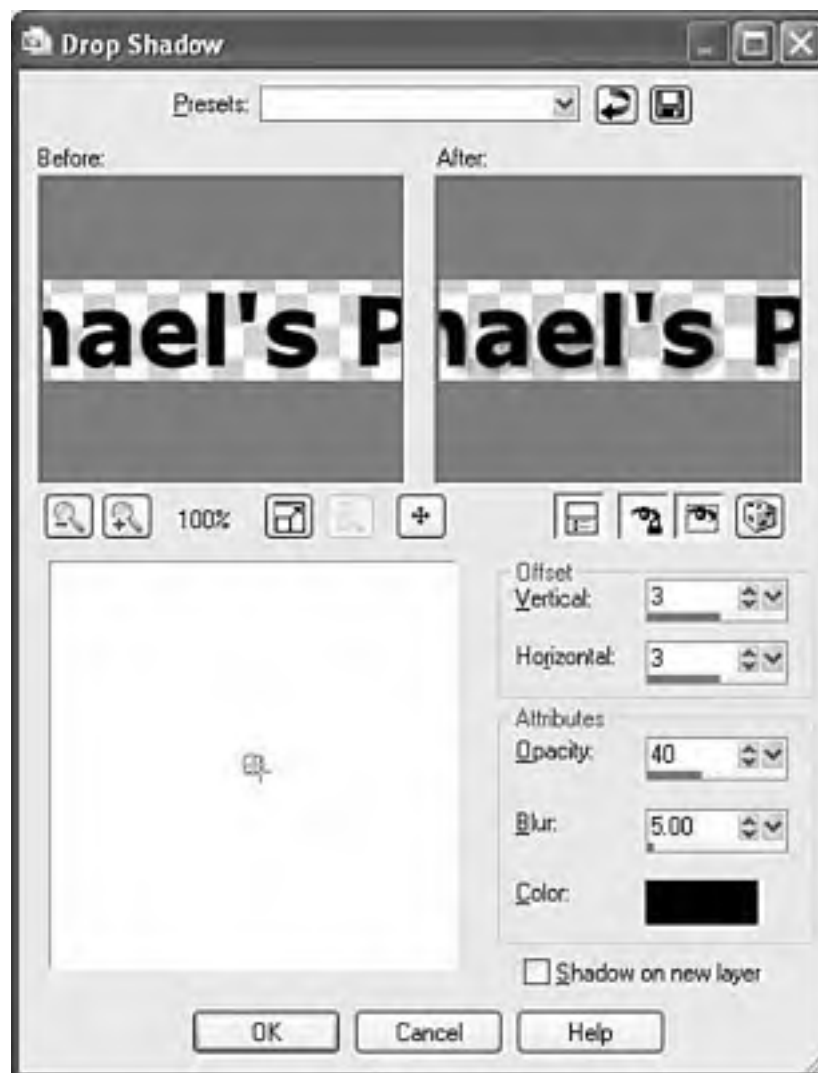 Drop Shadow
Presets:
Before:
After:
hael's P
hael's P
100%
Offset
Vertical:
3
Horizontal:
3
Attributes
Opacity:
40
Blur:
5.00
Color:
Shadow on new layer
OK
Cancel
Help